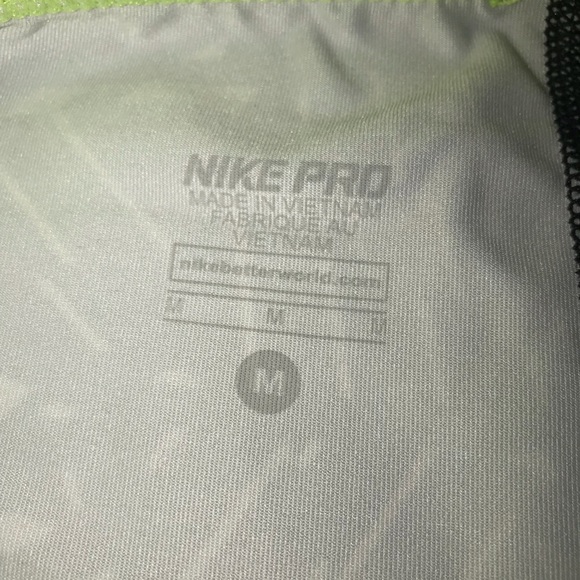 NIKE PRO
MADE IN VIETNAM
FABRIQUE AU
VIETNAM
nikebetterworld.com
M M M
M